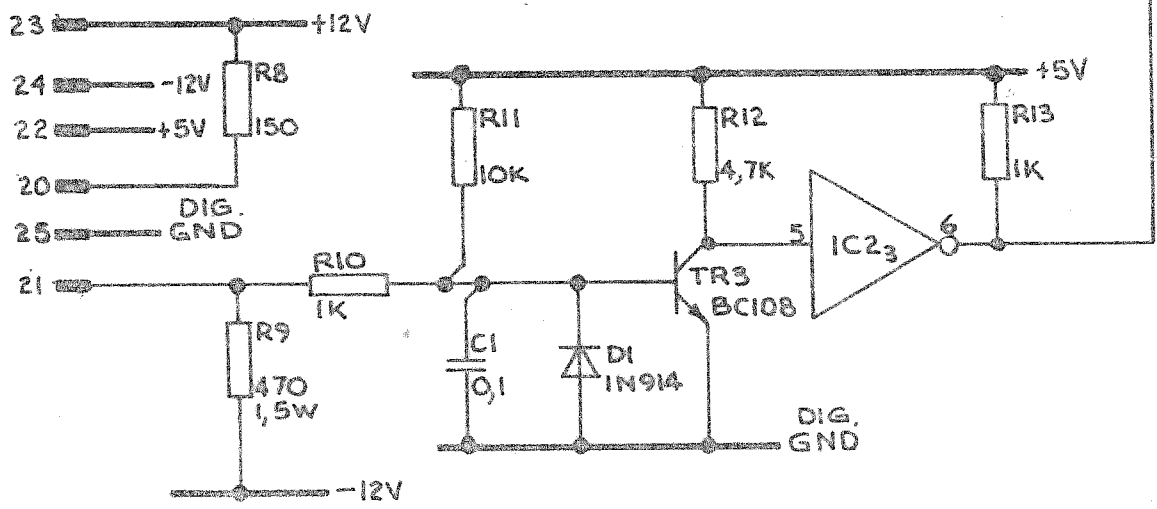 23
+12V
24
-12V
R8
22
+5V
150
20
DIG.
GND
25
21
R10
1K
R9
470
1,5W
-12V
+5V
R11
10K
R12
4,7K
R13
1K
5
IC2₃
6
TR3
BC108
C1
0,1
D1
1N914
DIG.
GND